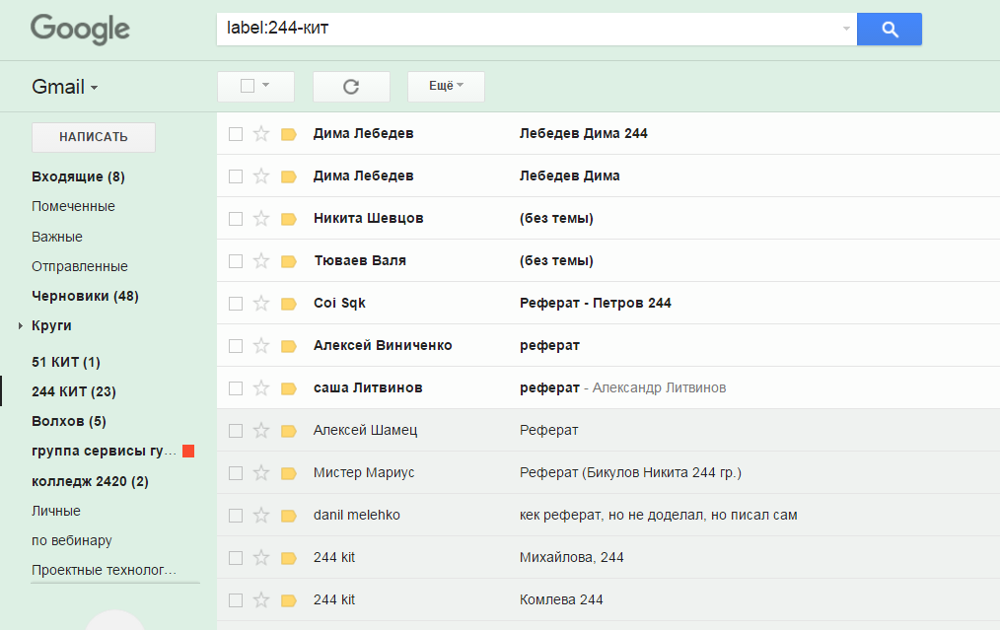 Google
label:244-кит
Gmail
Ещё
НАПИСАТЬ
Входящие (8)
Помеченные
Важные
Отправленные
Черновики (48)
Круги
51 КИТ (1)
244 КИТ (23)
Волхов (5)
группа сервисы гу…
колледж 2420 (2)
Личные
по вебинару
Проектные технолог…
Дима Лебедев Лебедев Дима 244
Дима Лебедев Лебедев Дима
Никита Шевцов (без темы)
Тюваев Валя (без темы)
Coi Sqk Реферат - Петров 244
Алексей Виниченко реферат
саша Литвинов реферат - Александр Литвинов
Алексей Шамец Реферат
Мистер Мариус Реферат (Бикулов Никита 244 гр.)
danil melehko кек реферат, но не доделал, но писал сам
244 kit Михайлова, 244
244 kit Комлева 244